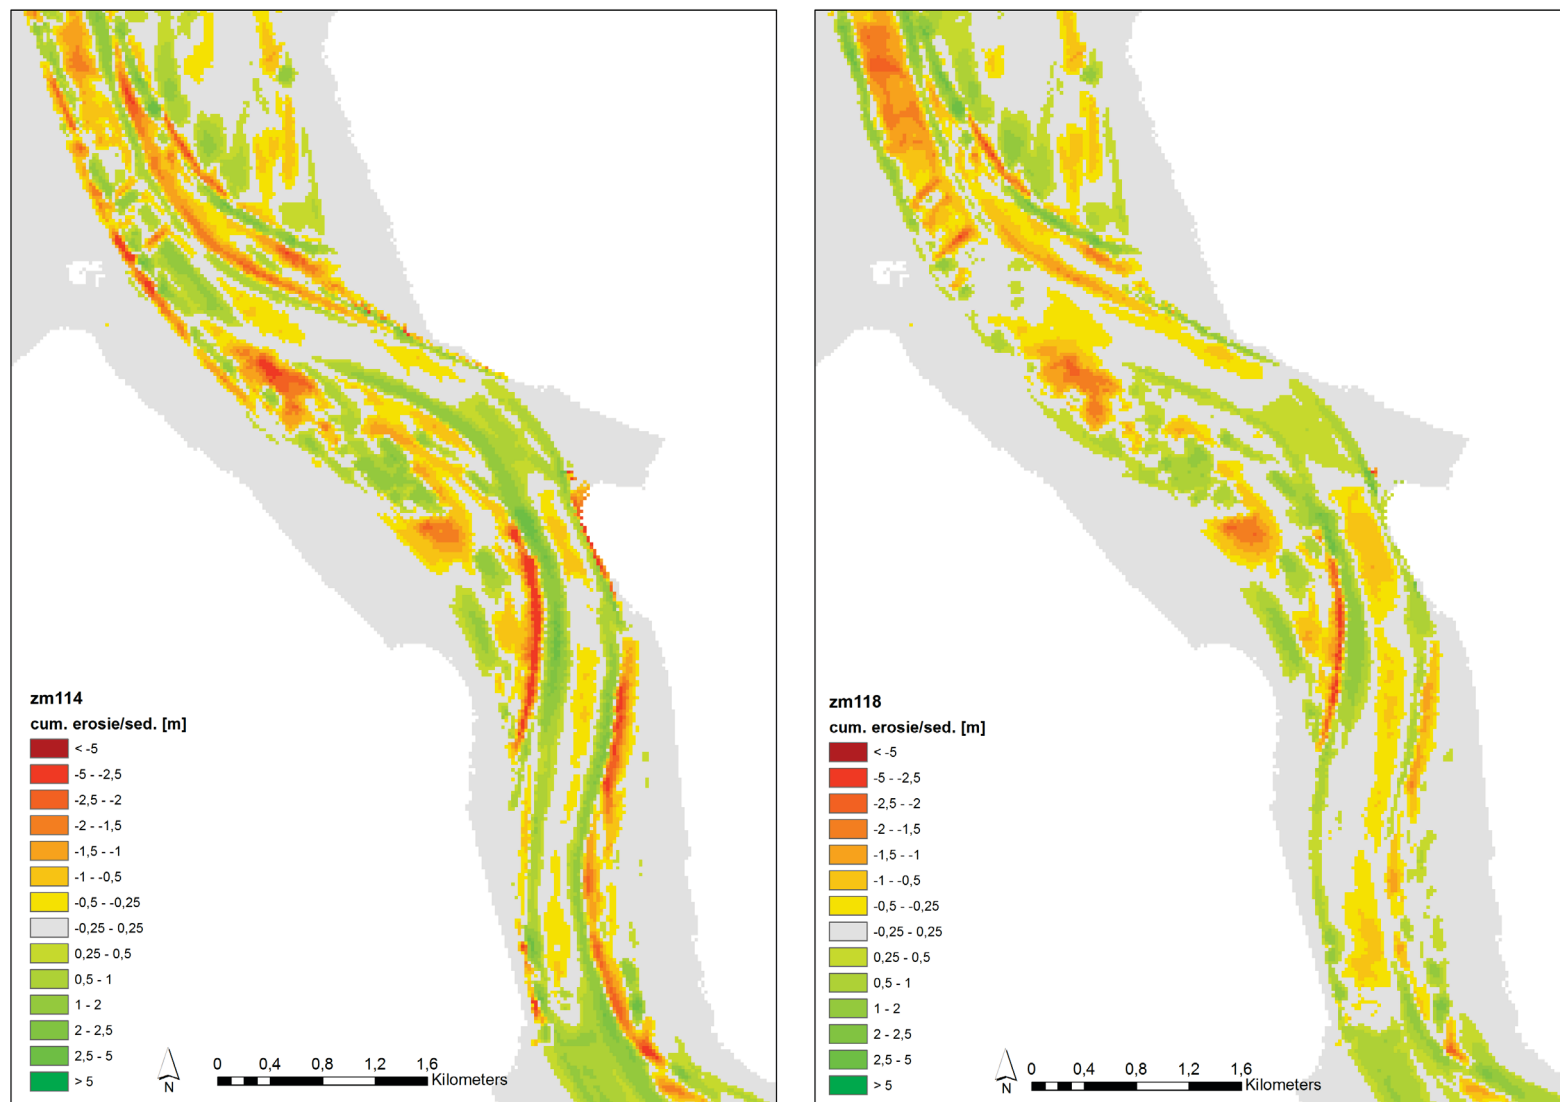 zm114
cum. erosie/sed. [m]
< -5
-5 - -2,5
-2,5 - -2
-2 - -1,5
-1,5 - -1
-1 - -0,5
-0,5 - -0,25
-0,25 - 0,25
0,25 - 0,5
0,5 - 1
1 - 2
2 - 2,5
2,5 - 5
> 5
N
0 0,4 0,8 1,2 1,6
Kilometers
zm118
cum. erosie/sed. [m]
< -5
-5 - -2,5
-2,5 - -2
-2 - -1,5
-1,5 - -1
-1 - -0,5
-0,5 - -0,25
-0,25 - 0,25
0,25 - 0,5
0,5 - 1
1 - 2
2 - 2,5
2,5 - 5
> 5
N
0 0,4 0,8 1,2 1,6
Kilometers